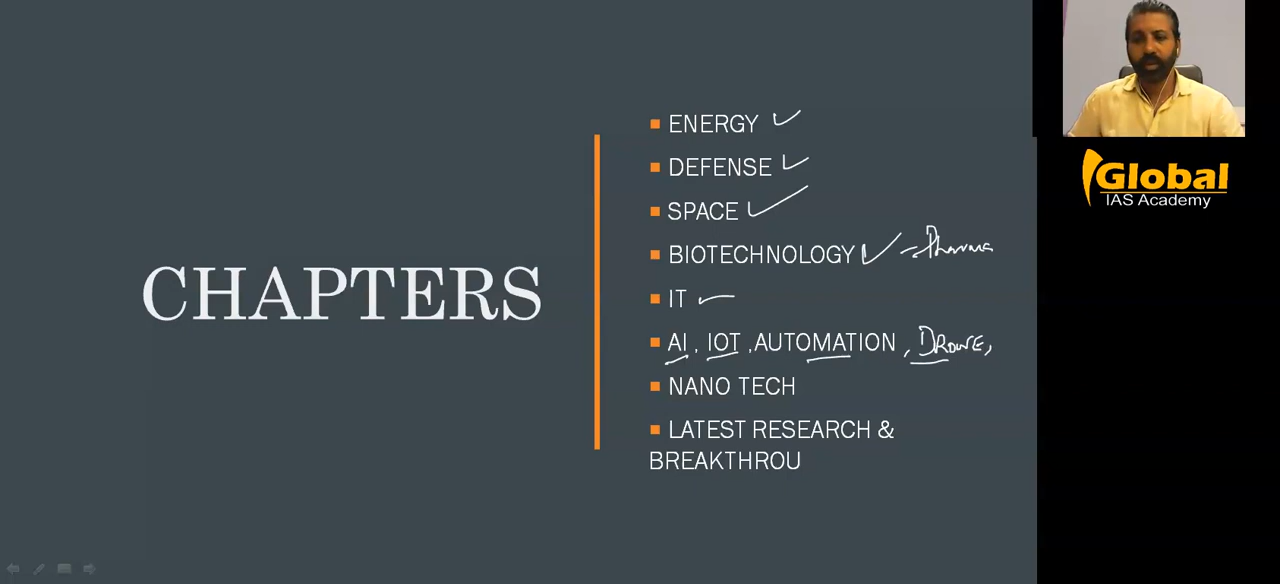 CHAPTERS
ENERGY
DEFENSE
SPACE
BIOTECHNOLOGY - Pharma
IT
AI, IOT ,AUTOMATION , DRONE,
NANO TECH
LATEST RESEARCH &
BREAKTHROU
Global
IAS Academy